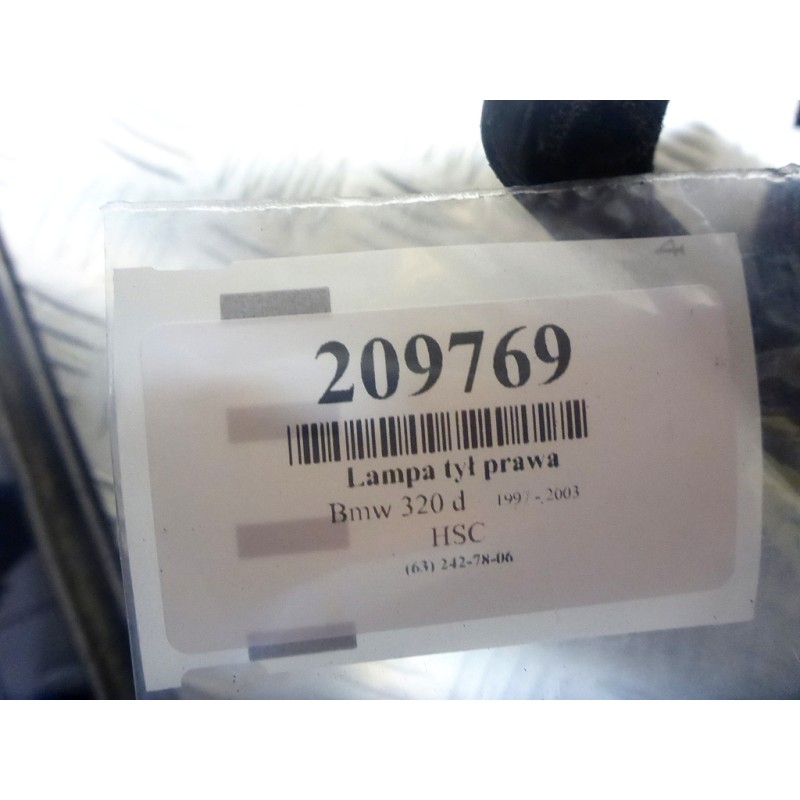 209769
Lampa tył prawa
Bmw 320 d 1997-2003
HSC
(63) 242-78-06